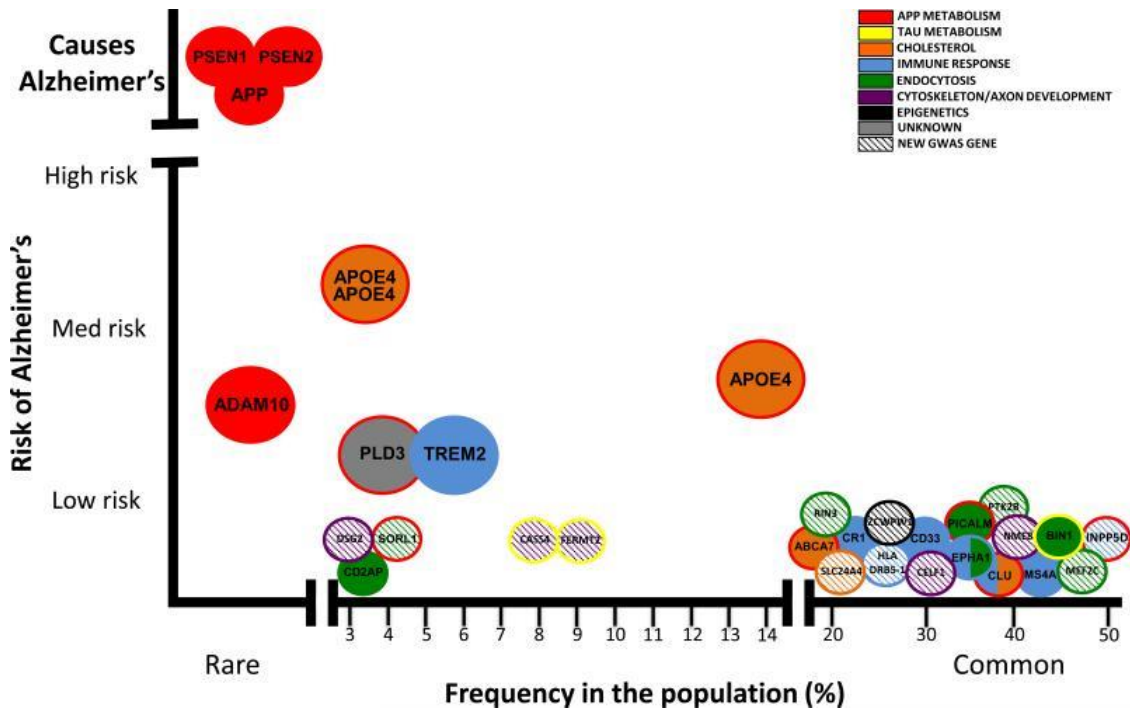 Causes
Alzheimer's
High risk
Med risk
Low risk
Risk of Alzheimer's
PSEN1
PSEN2
APP
APP METABOLISM
TAU METABOLISM
CHOLESTEROL
IMMUNE RESPONSE
ENDOCYTOSIS
CYTOSKELETON/AXON DEVELOPMENT
EPIGENETICS
UNKNOWN
NEW GWAS GENE
APOE4
APOE4
APOE4
ADAM10
PLD3
TREM2
DSG2
SORL1
CD2AP
CASS4
FERMT2
RIN3
ZCWPW1
PICALM
PTK2B
ABCA7
CR1
CD33
NME8
BIN1
INPP5D
SLC24A4
HLA
DRB5-1
CELF1
EPHA1
CLU
MS4A
MEF2C
3 4 5 6 7 8 9 10 11 12 13 14 20 30 40 50
Rare
Common
Frequency in the population (%)